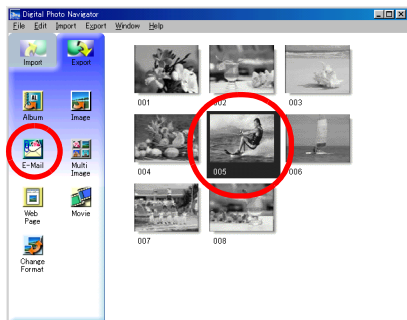 Digital Photo Navigator
File Edit Import Export Window Help
Import Export
Album Image
E-Mail Multi Image
Web Page Movie
Change Format
001 002 003
004 005 006
007 008